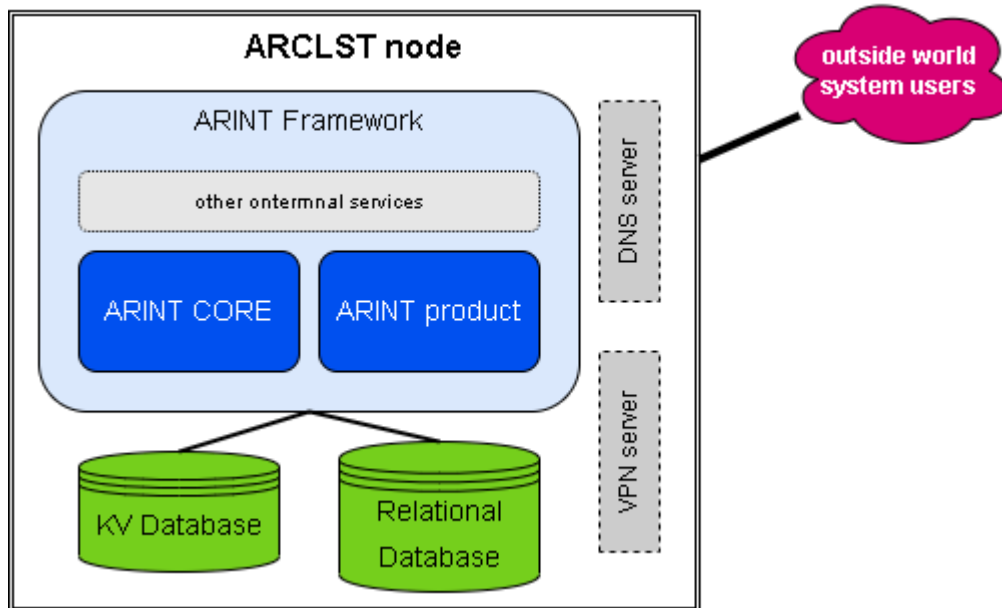 ARCLST node
outside world
system users
ARINT Framework
other ontermnal services
ARINT CORE
ARINT product
DNS server
VPN server
KV Database
Relational
Database